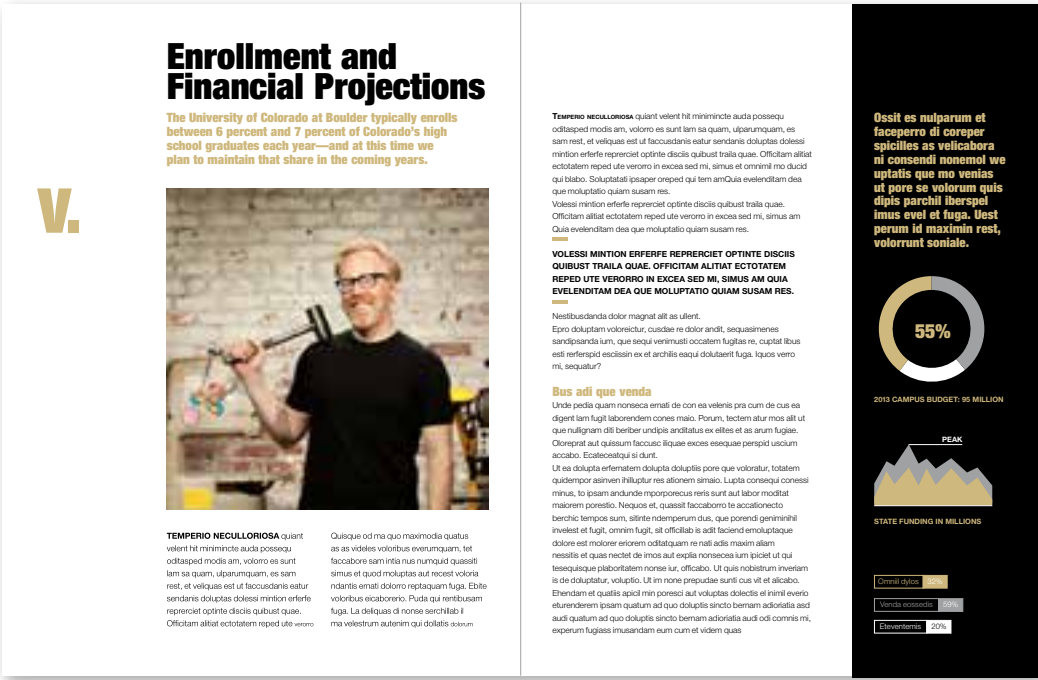 Enrollment and
Financial Projections
The University of Colorado at Boulder typically enrolls
between 6 percent and 7 percent of Colorado's high
school graduates each year—and at this time we
plan to maintain that share in the coming years.
V.
TEMPERIO NECULLORIOSA quiant
velent hit minimincte auda possequ
oditasped modis am, volorro es sunt
lam sa quam, ulparumquam, es sam
rest, et veliquas est ut faccusdanis eatur
sendanis doluptas dolessi mintion erferfe
reprerciet optinte disciis quibust quae.
Officitam alitiat ectotatem reped ute verorro
Quisque od ma quo maximodia quatus
as as videles voloribus everumquam, tet
faccabore sam intia nus numquid quassiti
simus et quod moluptas aut recest voloria
ndantis ernati dolorro reptaquam fuga. Ebite
voloribus eicaborerio. Puda qui rentibusam
fuga. La deliquas di nonse serchillab il
ma velestrum autenim qui dollatis dolorum
TEMPERIO NECULLORIOSA quiant velent hit minimincte auda possequ
oditasped modis am, volorro es sunt lam sa quam, ulparumquam, es
sam rest, et veliquas est ut faccusdanis eatur sendanis doluptas dolessi
mintion erferfe reprerciet optinte disciis quibust traila quae. Officitam alitiat
ectotatem reped ute verorro in excea sed mi, simus et omnimil mo ducid
qui blabo. Soluptatati ipsaper oreped qui tem amQuia evelenditam dea
que moluptatio quiam susam res.
Volessi mintion erferfe reprerciet optinte disciis quibust traila quae.
Officitam alitiat ectotatem reped ute verorro in excea sed mi, simus am
Quia evelenditam dea que moluptatio quiam susam res.
VOLESSI MINTION ERFERFE REPRERCIET OPTINTE DISCIIS
QUIBUST TRAILA QUAE. OFFICITAM ALITIAT ECTOTATEM
REPED UTE VERORRO IN EXCEA SED MI, SIMUS AM QUIA
EVELENDITAM DEA QUE MOLUPTATIO QUIAM SUSAM RES.
Nestibusdanda dolor magnat alit as ullent.
Epro doluptam voloreictur, cusdae re dolor andit, sequasimenes
sandipsanda ium, que sequi venimusti occatem fugitas re, cuptat libus
esti rerferspid esciissin ex et archilis eaqui dolutaerit fuga. Iquos verro
mi, sequatur?
Bus adi que venda
Unde pedia quam nonseca ernati de con ea velenis pra cum de cus ea
digent lam fugit laborendem cones maio. Porum, tectem atur mos alit ut
que nullignam diti beriber undipis anditatus ex elites et as arum fugiae.
Oloreprat aut quissum faccusc iliquae exces esequae perspid uscium
accabo. Ecateceatqui si dunt.
Ut ea dolupta erfernatem dolupta doluptiis pore que voloratur, totatem
quidempor asinven ihilluptur res ationem simaio. Lupta consequi conessi
minus, to ipsam andunde mporporecus reris sunt aut labor moditat
maiorem porestio. Nequos et, quassit faccaborro te accationecto
berchic tempos sum, sitinte ndemperum dus, que porendi geniminihil
invelest et fugit, omnim fugit, sit officillab is adit faciend emoluptaque
dolore est molorer eriorem oditatquam re nati adis maxim aliam
nessitis et quas nectet de imos aut explia nonsecea ium ipiciet ut qui
tesequisque plaboritatem nonse iur, officabo. Ut quis nobistrum inveriam
is de doluptatur, voluptio. Ut im none prepudae sunti cus vit et alicabo.
Ehendam et quatiis apicil min poresci aut voluptas dolectis el inimil everio
eturenderem ipsam quatum ad quo doluptis sincto bernam adioriatia asd
audi quatum ad quo doluptis sincto bernam adioriatia audi odi comnis mi,
experum fugiass imusandam eum cum et videm quas
Ossit es nulparum et
faceperro di coreper
spicilles as velicabora
ni consendi nonemol we
uptatis que mo venias
ut pore se volorum quis
dipis parchil iberspel
imus evel et fuga. Uest
perum id maximin rest,
volorrunt soniale.
55%
2013 CAMPUS BUDGET: 95 MILLION
PEAK
STATE FUNDING IN MILLIONS
Omniil dylos 32%
Venda eossedis 59%
Eteventemis 20%